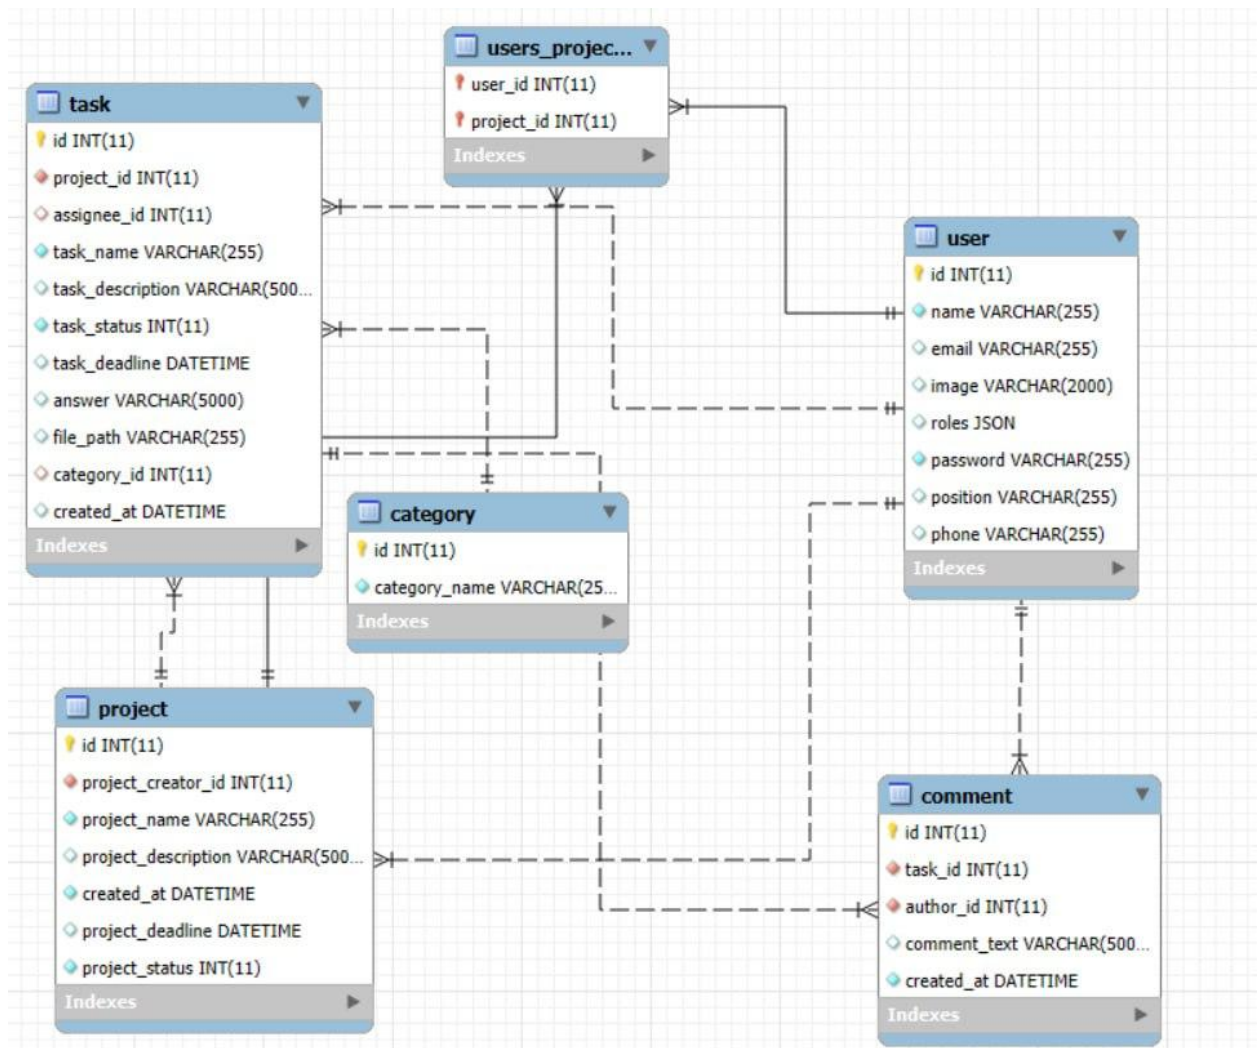 users_projec...
user_id INT(11)
project_id INT(11)
Indexes
task
id INT(11)
project_id INT(11)
assignee_id INT(11)
task_name VARCHAR(255)
task_description VARCHAR(500...
task_status INT(11)
task_deadline DATETIME
answer VARCHAR(5000)
file_path VARCHAR(255)
category_id INT(11)
created_at DATETIME
Indexes
user
id INT(11)
name VARCHAR(255)
email VARCHAR(255)
image VARCHAR(2000)
roles JSON
password VARCHAR(255)
position VARCHAR(255)
phone VARCHAR(255)
Indexes
category
id INT(11)
category_name VARCHAR(25...
Indexes
project
id INT(11)
project_creator_id INT(11)
project_name VARCHAR(255)
project_description VARCHAR(500...
created_at DATETIME
project_deadline DATETIME
project_status INT(11)
Indexes
comment
id INT(11)
task_id INT(11)
author_id INT(11)
comment_text VARCHAR(500...
created_at DATETIME
Indexes